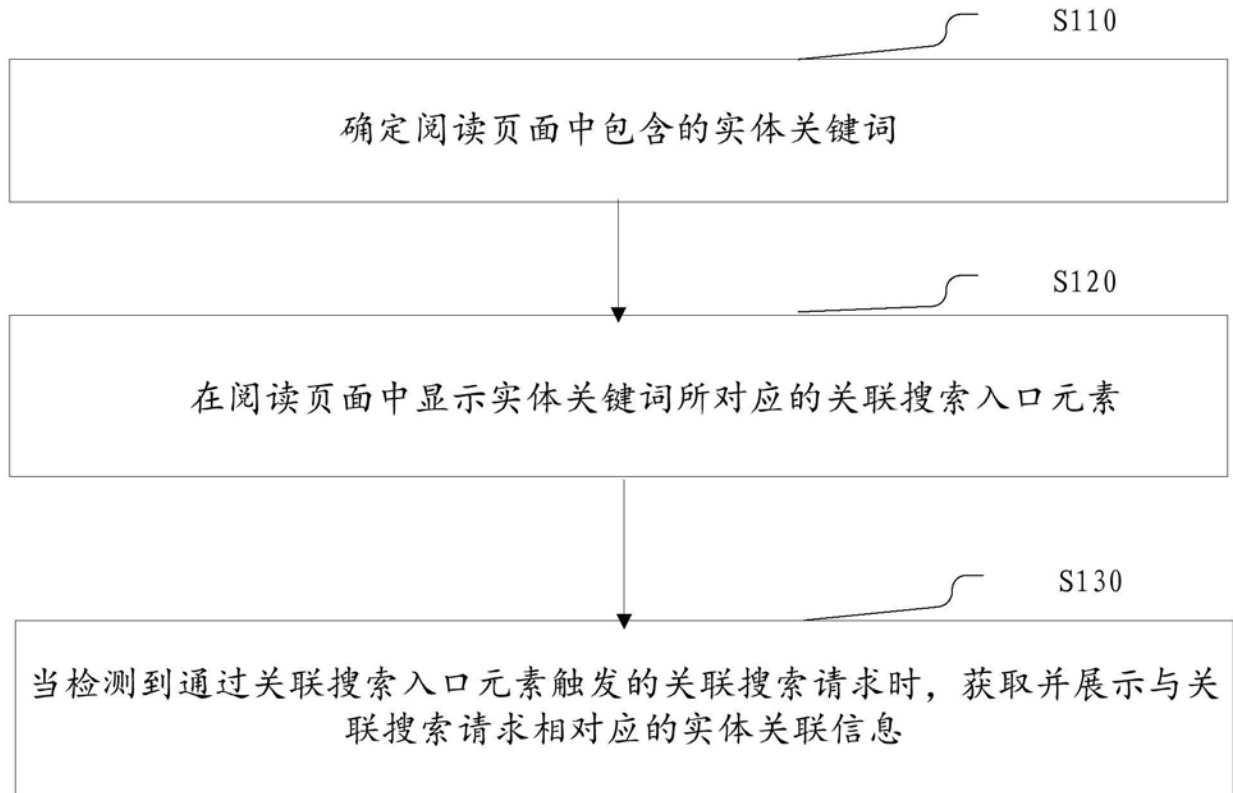 S110
确定阅读页面中包含的实体关键词
S120
在阅读页面中显示实体关键词所对应的关联搜索入口元素
S130
当检测到通过关联搜索入口元素触发的关联搜索请求时，获取并展示与关
联搜索请求相对应的实体关联信息